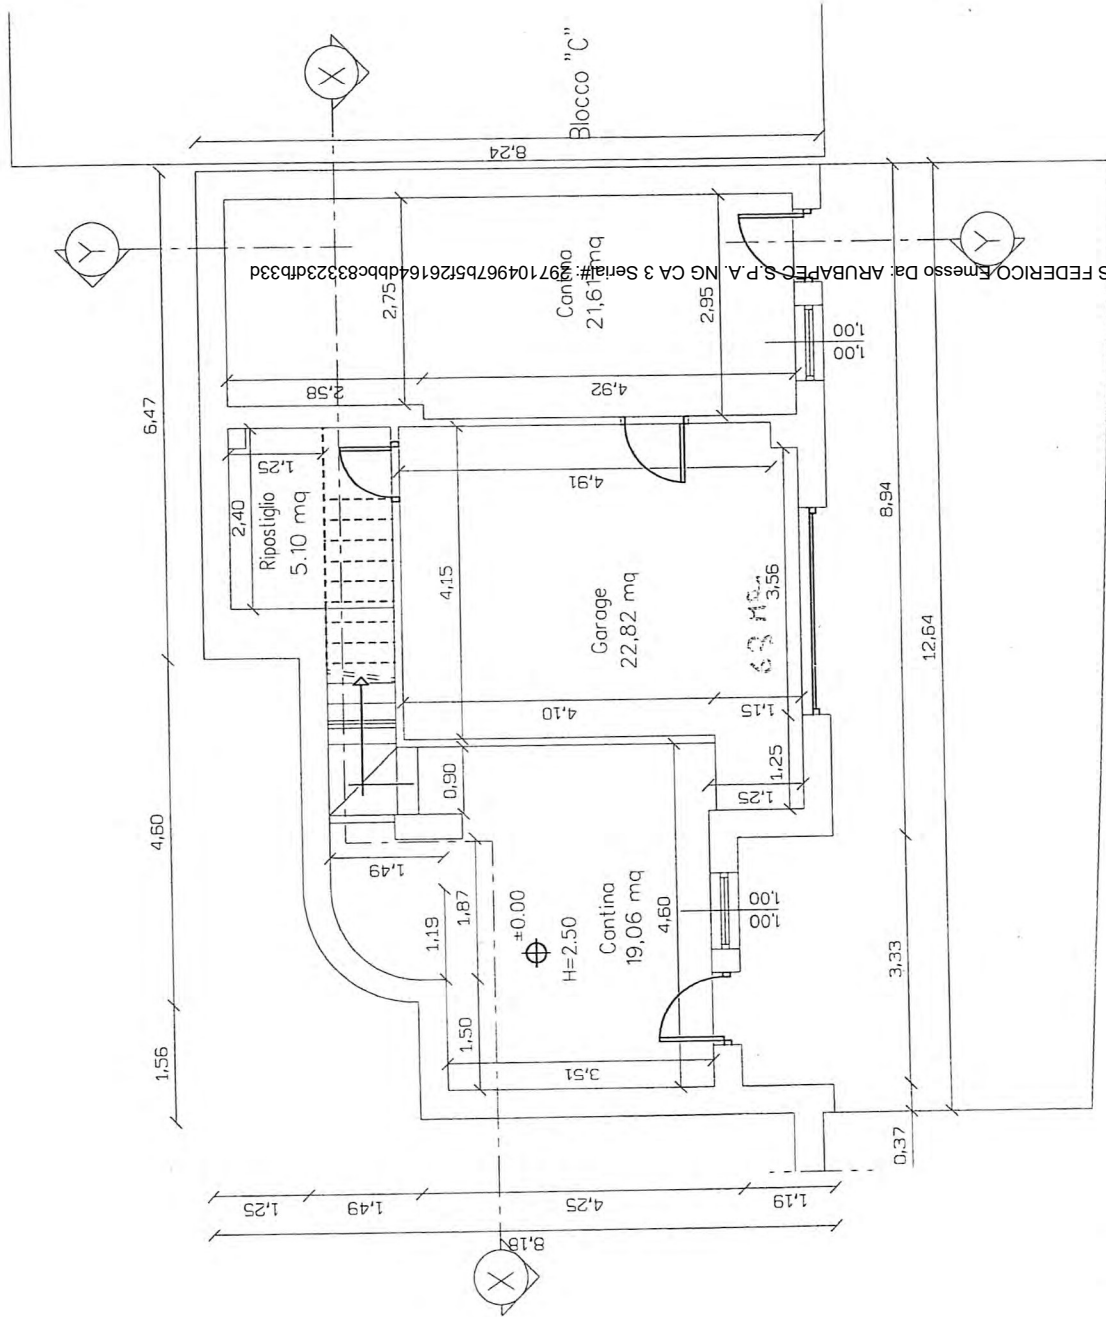 Blocco "C"
X
8,24
Y
Y
S FEDERICO Emesso Da: ARUBAPEC S.P.A. NG CA 3 Serial#: 
6,47
4,60
1,56
2,75
Cantina
21,61 mq
2,95
1,00
1,00
2,58
4,92
1,25
2,40
Ripostiglio
5.10 mq
4,91
4,15
Garage
22,82 mq
3,56
8,94
12,64
4,10
1,15
0,90
1,25
1,25
1,49
1,19
1,87
±0.00
H=2.50
Cantina
19,06 mq
4,60
1,00
1,00
3,33
1,50
3,51
0,37
1,25
1,49
4,25
1,19
8,18
X